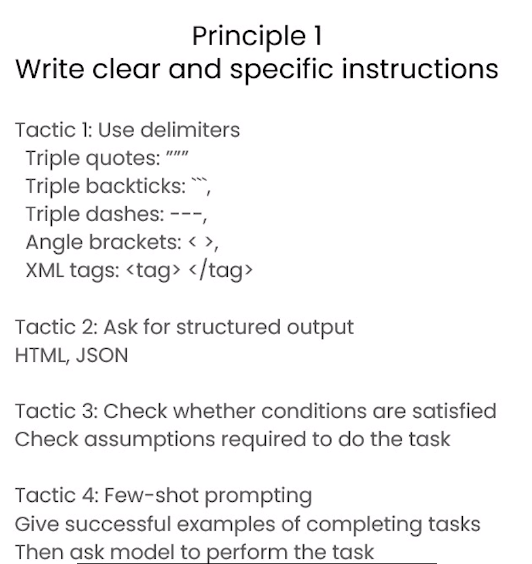 Principle 1
Write clear and specific instructions
Tactic 1: Use delimiters
Triple quotes: """
Triple backticks: ```,
Triple dashes: ---,
Angle brackets: < >,
XML tags: <tag> </tag>
Tactic 2: Ask for structured output
HTML, JSON
Tactic 3: Check whether conditions are satisfied
Check assumptions required to do the task
Tactic 4: Few-shot prompting
Give successful examples of completing tasks
Then ask model to perform the task